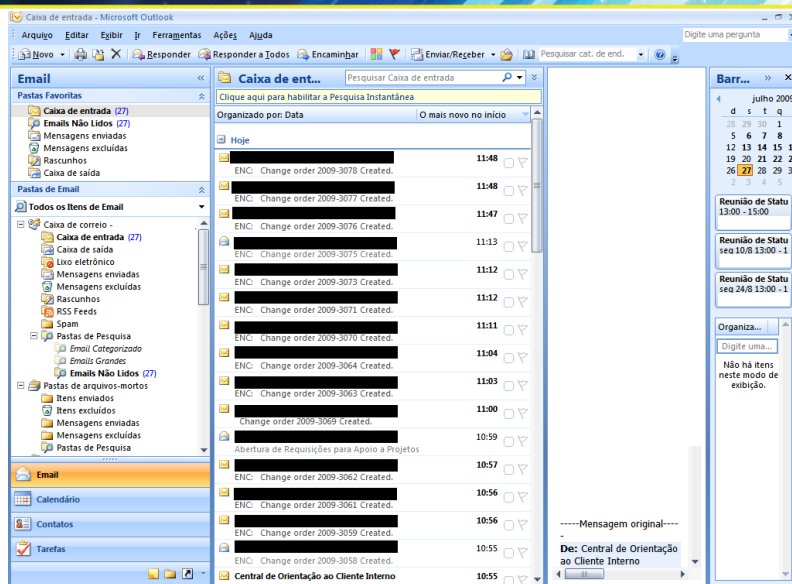 Caixa de entrada - Microsoft Outlook
Arquivo Editar Exibir Ir Ferramentas Ações Ajuda
Digite uma pergunta
Novo Responder Responder a Todos Encaminhar Enviar/Receber Pesquisar cat. de end.
Email
Pastas Favoritas
Caixa de entrada (27)
Emails Não Lidos (27)
Mensagens enviadas
Mensagens excluídas
Rascunhos
Caixa de saída
Pastas de Email
Todos os Itens de Email
Caixa de correio -
Caixa de entrada (27)
Caixa de saída
Lixo eletrônico
Mensagens enviadas
Mensagens excluídas
Rascunhos
RSS Feeds
Spam
Pastas de Pesquisa
Email Categorizado
Emails Grandes
Emails Não Lidos (27)
Pastas de arquivos-mortos
Itens enviados
Itens excluídos
Mensagens enviadas
Mensagens excluídas
Pastas de Pesquisa
Email
Calendário
Contatos
Tarefas
Caixa de ent... Pesquisar Caixa de entrada
Clique aqui para habilitar a Pesquisa Instantânea
Organizado por: Data O mais novo no início
Hoje
11:48
ENC: Change order 2009-3078 Created.
11:48
ENC: Change order 2009-3077 Created.
11:47
ENC: Change order 2009-3076 Created.
11:13
ENC: Change order 2009-3075 Created.
11:12
ENC: Change order 2009-3073 Created.
11:12
ENC: Change order 2009-3071 Created.
11:11
ENC: Change order 2009-3070 Created.
11:04
ENC: Change order 2009-3064 Created.
11:03
ENC: Change order 2009-3063 Created.
11:00
Change order 2009-3069 Created.
10:59
Abertura de Requisições para Apoio a Projetos
10:57
ENC: Change order 2009-3062 Created.
10:56
ENC: Change order 2009-3061 Created.
10:56
ENC: Change order 2009-3059 Created.
10:55
ENC: Change order 2009-3058 Created.
Central de Orientação ao Cliente Interno 10:55
-----Mensagem original----
-
De: Central de Orientação
ao Cliente Interno
Barr...
julho 2009
d s t q
28 29 30 1
5 6 7 8
12 13 14 15 1
19 20 21 22 2
26 27 28 29 3
2 3 4 5
Reunião de Statu
13:00 - 15:00
Reunião de Statu
seg 10/8 13:00 - 1
Reunião de Statu
seg 24/8 13:00 - 1
Organiza...
Digite uma...
Não há itens
neste modo de
exibição.